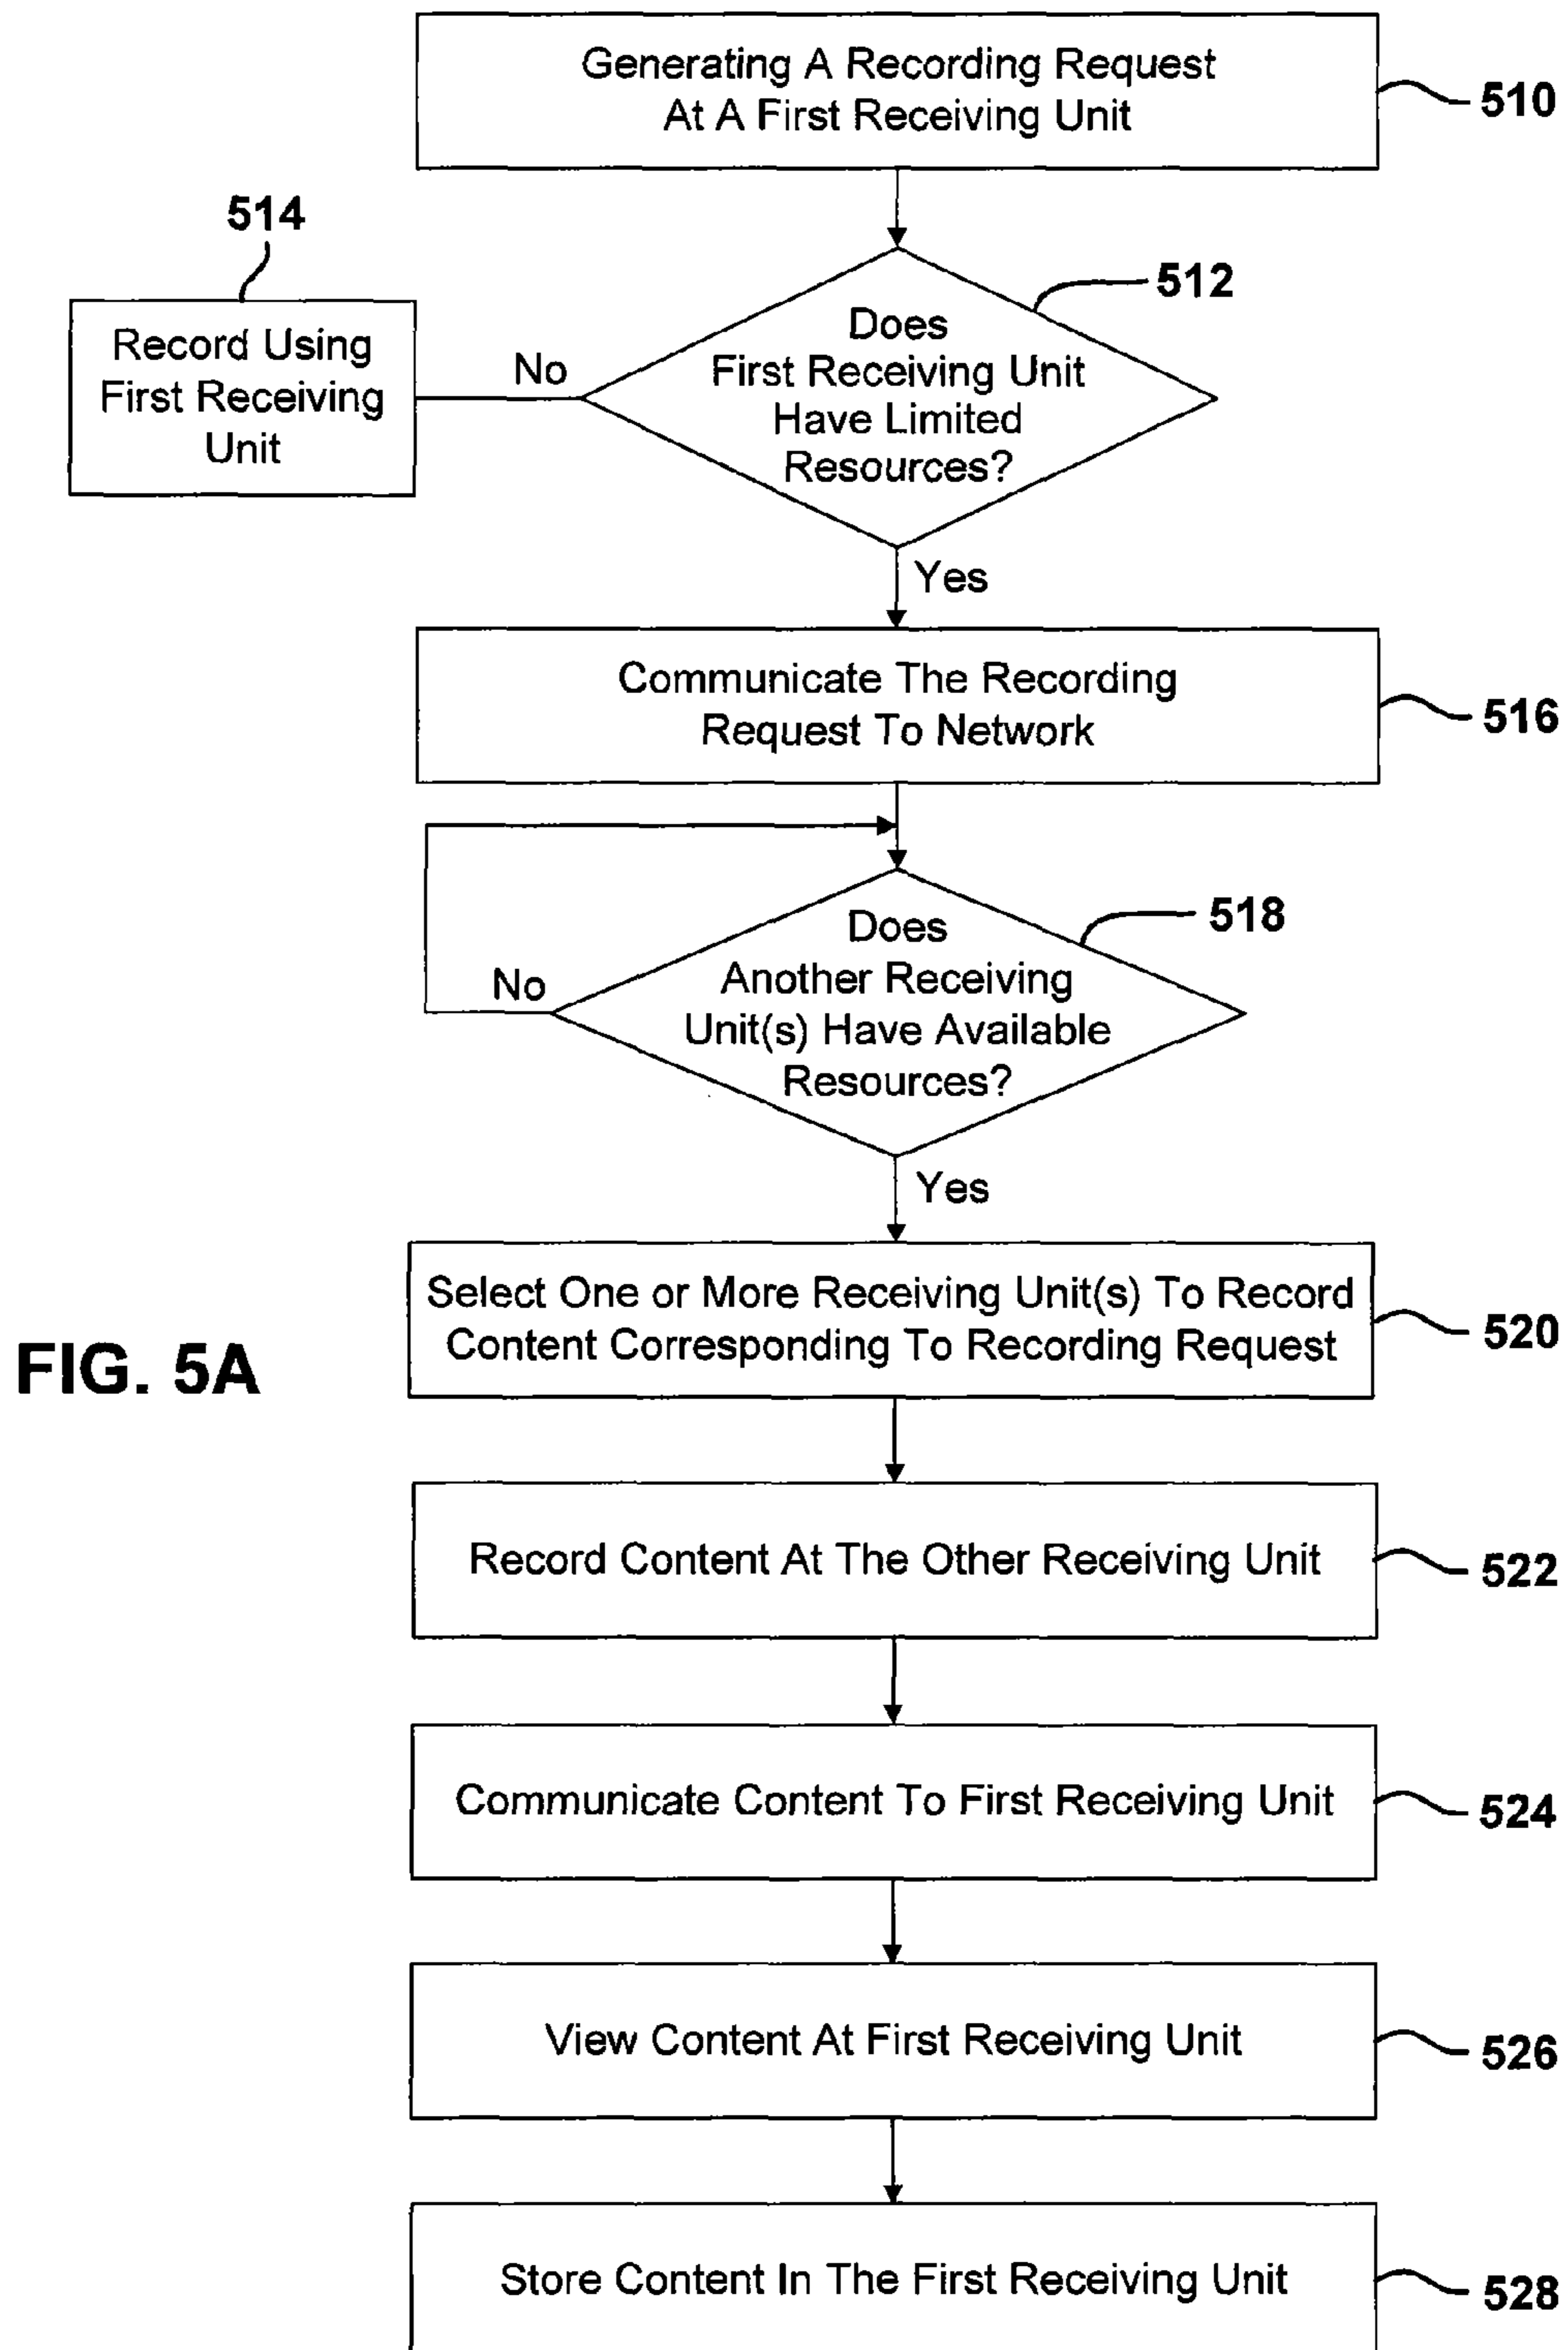 Generating A Recording Request
At A First Receiving Unit
510
514
512
Record Using
First Receiving
Unit
No
Does
First Receiving Unit
Have Limited
Resources?
Yes
Communicate The Recording
Request To Network
516
518
No
Does
Another Receiving
Unit(s) Have Available
Resources?
Yes
Select One or More Receiving Unit(s) To Record
Content Corresponding To Recording Request
520
FIG. 5A
Record Content At The Other Receiving Unit
522
Communicate Content To First Receiving Unit
524
View Content At First Receiving Unit
526
Store Content In The First Receiving Unit
528